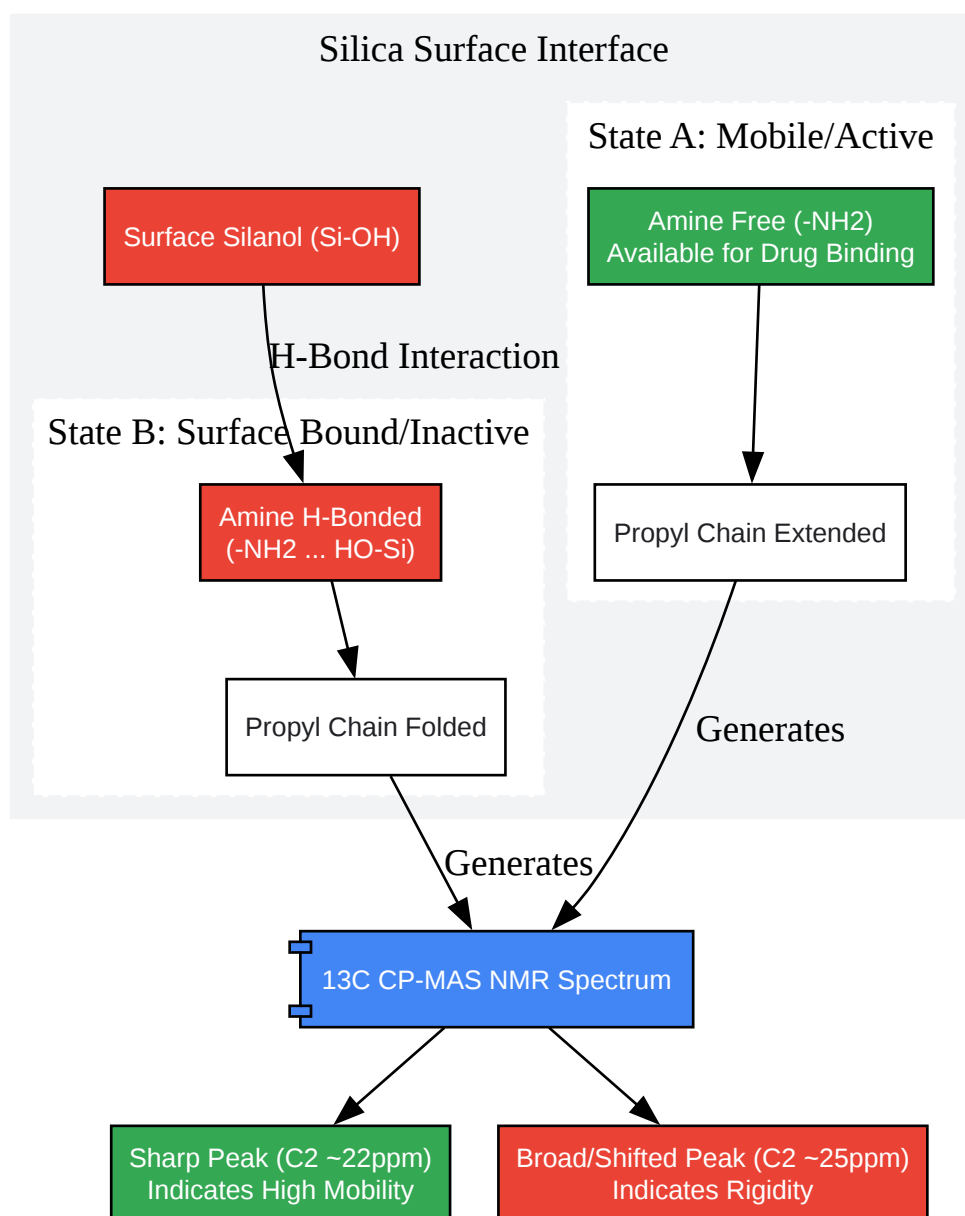 Silica Surface Interface
State A: Mobile/Active
Surface Silanol (Si-OH)
Amine Free (-NH2)
Available for Drug Binding
H-Bond Interaction
State B: Surface Bound/Inactive
Amine H-Bonded
(-NH2 ... HO-Si)
Propyl Chain Extended
Propyl Chain Folded
Generates
Generates
13C CP-MAS NMR Spectrum
Sharp Peak (C2 ~22ppm)
Indicates High Mobility
Broad/Shifted Peak (C2 ~25ppm)
Indicates Rigidity